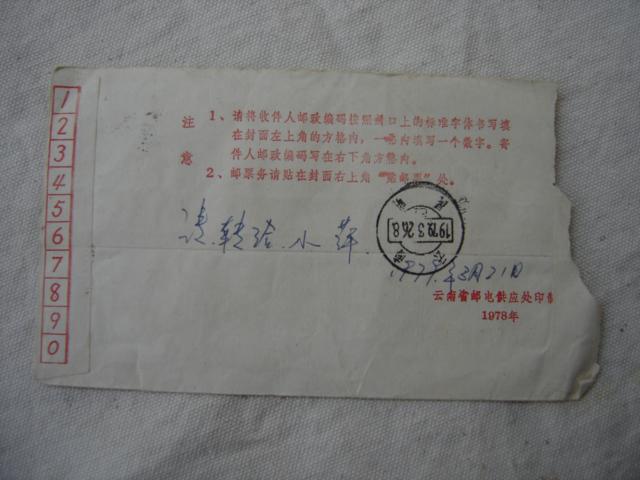 1
2
3
4
5
6
7
8
9
0
注意
1、请将收件人邮政编码按照封口上的标准字体书写填
在封面左上角的方格内，一格内填写一个数字。寄
件人邮政编码写在右下角方格内。
2、邮票务请贴在封面右上角“贴邮票”处。
请转给小萍
1979.3.26.8
云南
1979年3月21日
云南省邮电供应处印制
1978年